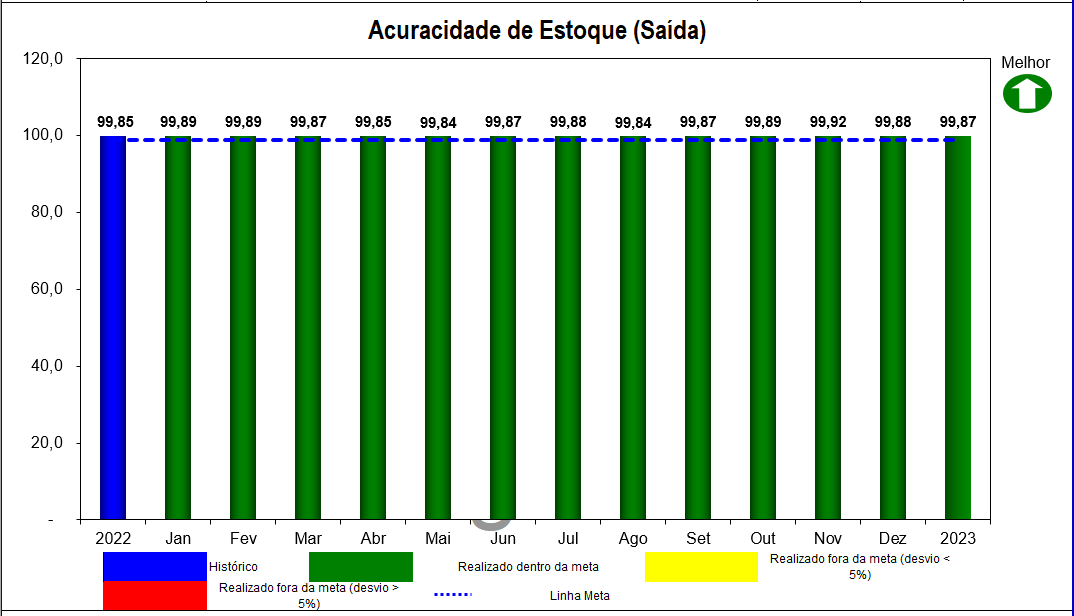 Acuracidade de Estoque (Saída)
Melhor
120,0
100,0
80,0
60,0
40,0
20,0
-
99,85 99,89 99,89 99,87 99,85 99,84 99,87 99,88 99,84 99,87 99,89 99,92 99,88 99,87
2022 Jan Fev Mar Abr Mai Jun Jul Ago Set Out Nov Dez 2023
Histórico
Realizado dentro da meta
Realizado fora da meta (desvio <
5%)
Realizado fora da meta (desvio >
5%)
Linha Meta